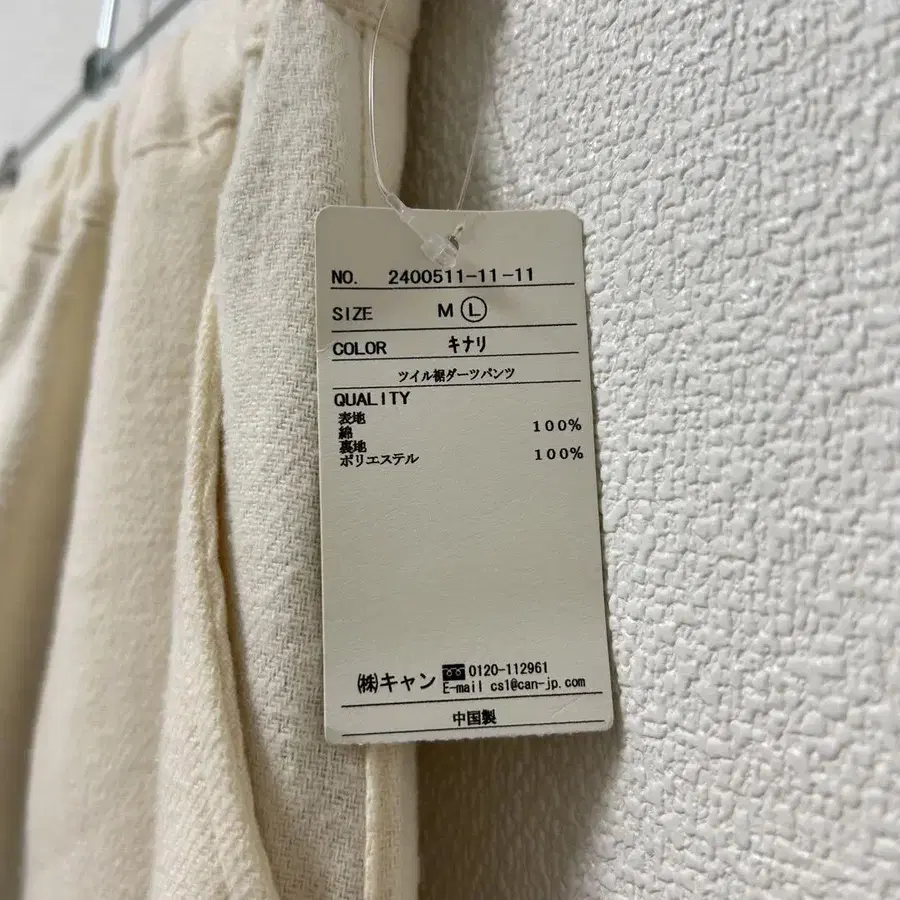 NO. 2400511-11-11
SIZE M L
COLOR キナリ
ツイル裾ダーツパンツ
QUALITY
表地
綿 100%
裏地
ポリエステル 100%
㈱キャン 0120-112961
E-mail cs1@can-jp.com
中国製